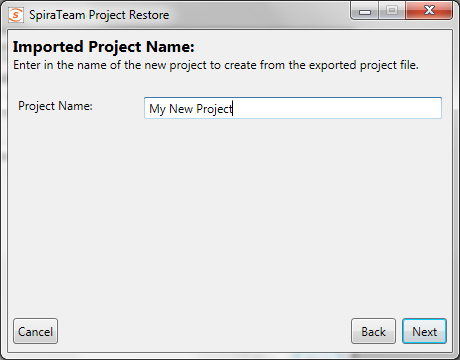 SpiraTeam Project Restore
Imported Project Name:
Enter in the name of the new project to create from the exported project file.
Project Name:
My New Project
Cancel
Back
Next